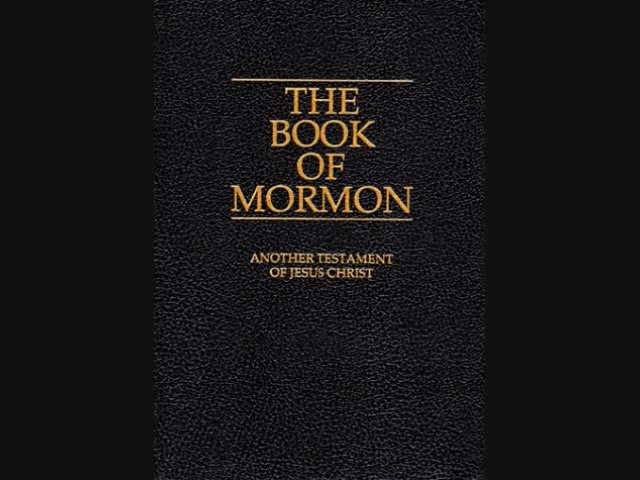 THE
BOOK
OF
MORMON
ANOTHER TESTAMENT
OF JESUS CHRIST